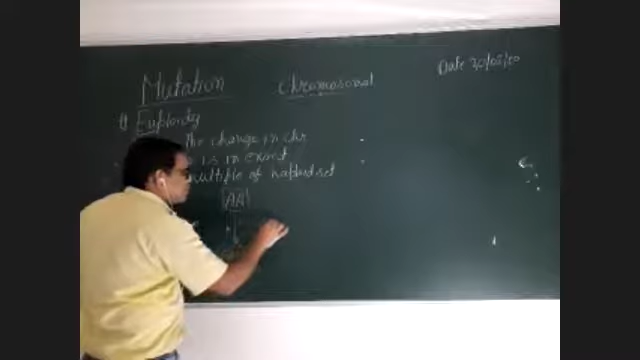 Mutation Chromosomal
Date 30/05/20
1) Euploidy
The change in chr
is in exact
multiple of haploid set